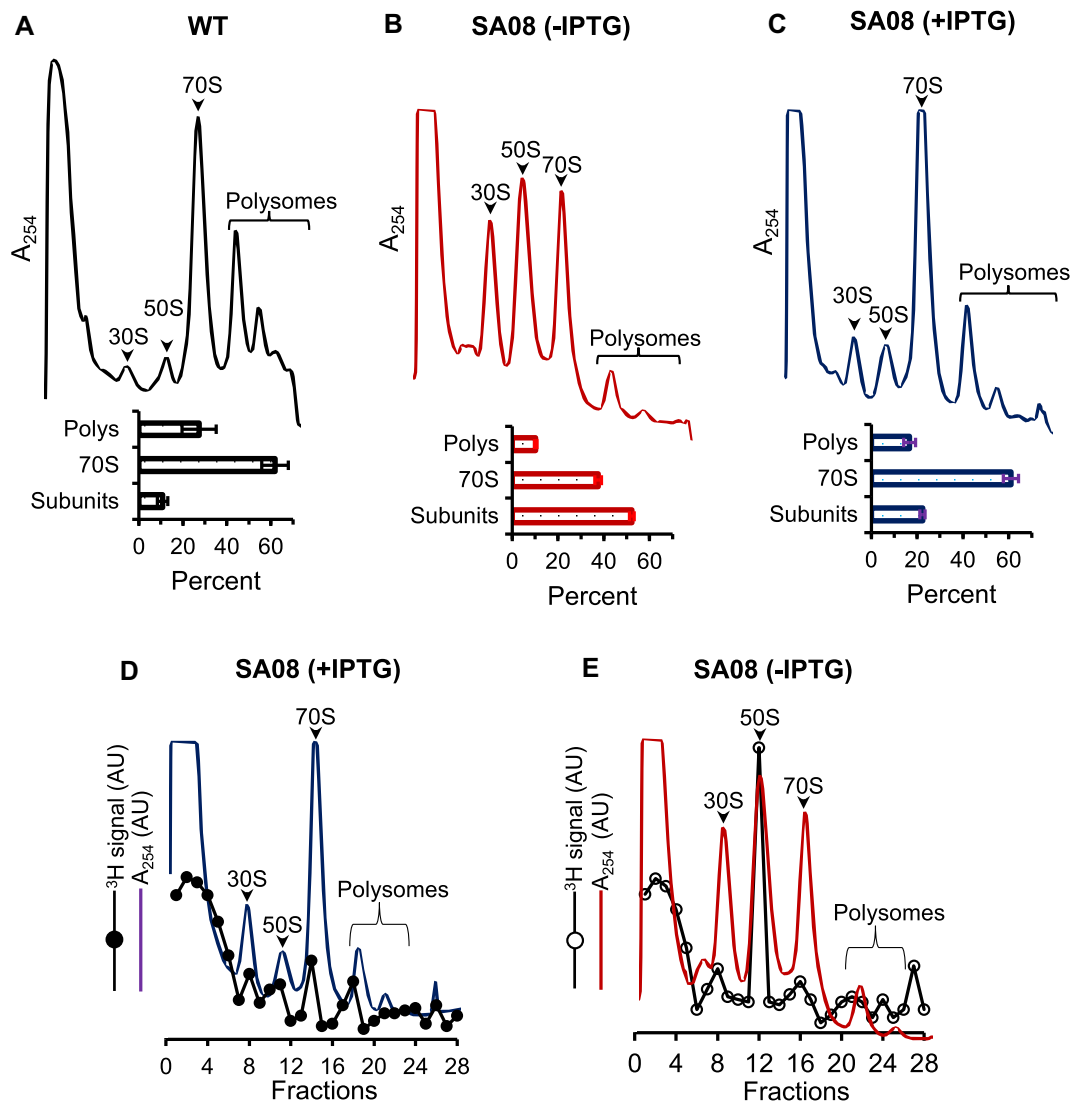 A WT
70S
Polysomes
50S
30S
A254
Polys
70S
Subunits
0 20 40 60
Percent
B SA08 (-IPTG)
50S
70S
30S
A254
Polysomes
Polys
70S
Subunits
0 20 40 60
Percent
C SA08 (+IPTG)
70S
Polysomes
30S
50S
A254
Polys
70S
Subunits
0 20 40 60
Percent
D SA08 (+IPTG)
70S
30S
Polysomes
50S
3H signal (AU)
A254 (AU)
0 4 8 12 16 20 24 28
Fractions
E SA08 (-IPTG)
50S
70S
30S
Polysomes
3H signal (AU)
A254 (AU)
0 4 8 12 16 20 24 28
Fractions